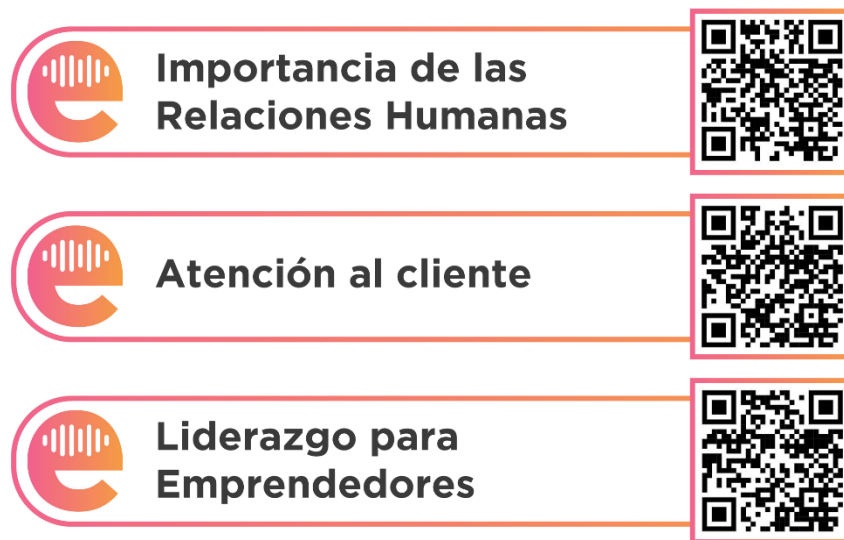 Importancia de las
Relaciones Humanas
Atención al cliente
Liderazgo para
Emprendedores